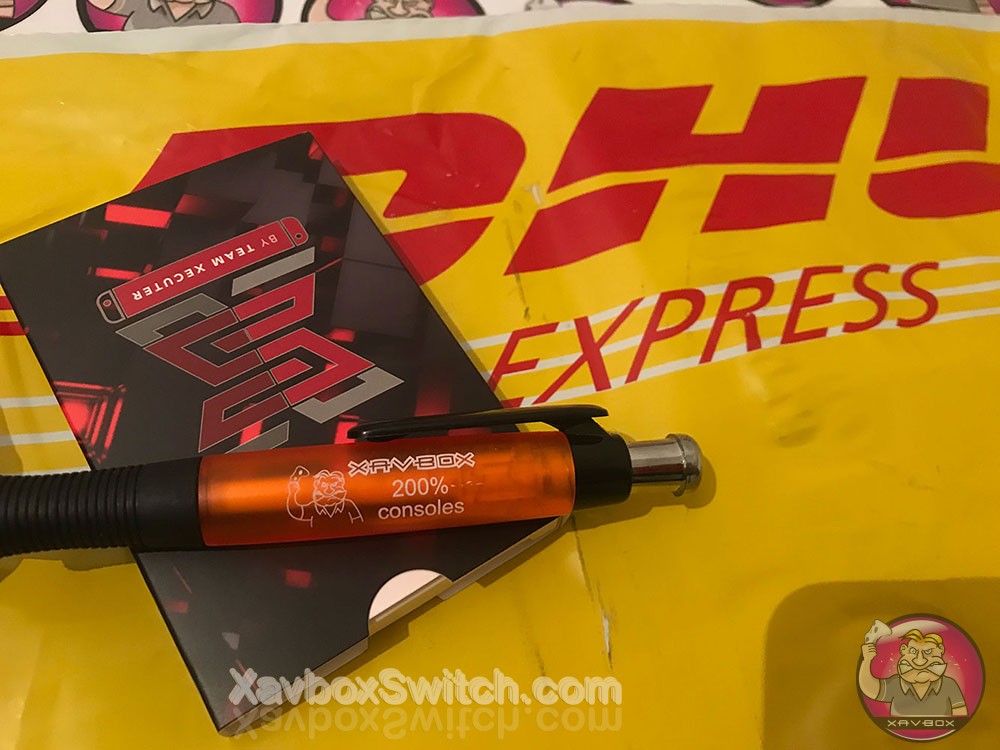 DHL
EXPRESS
BY TEAM XECUTER
XAVBOX
200%
consoles
XavboxSwitch.com
XAVBOX